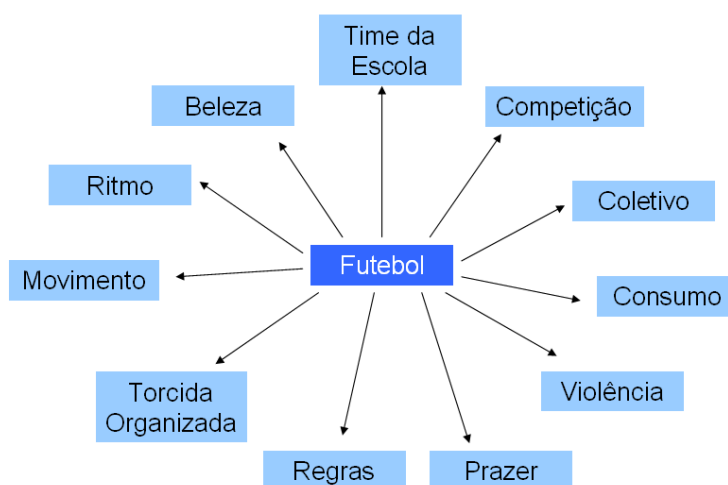 Time da
Escola
Beleza
Competição
Ritmo
Coletivo
Futebol
Movimento
Consumo
Torcida
Organizada
Violência
Regras
Prazer